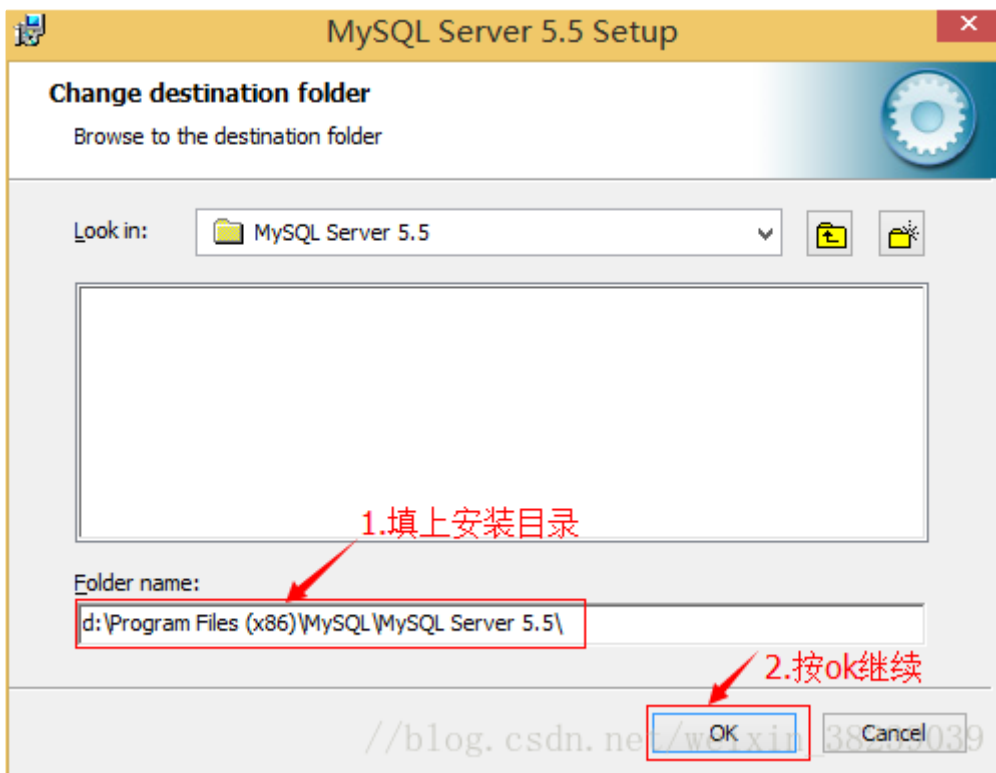 MySQL Server 5.5 Setup
Change destination folder
Browse to the destination folder
Look in:
MySQL Server 5.5
1.填上安装目录
Folder name:
d:\Program Files (x86)\MySQL\MySQL Server 5.5\
2.按ok继续
OK
Cancel
//blog.csdn.net/weixin_38239039